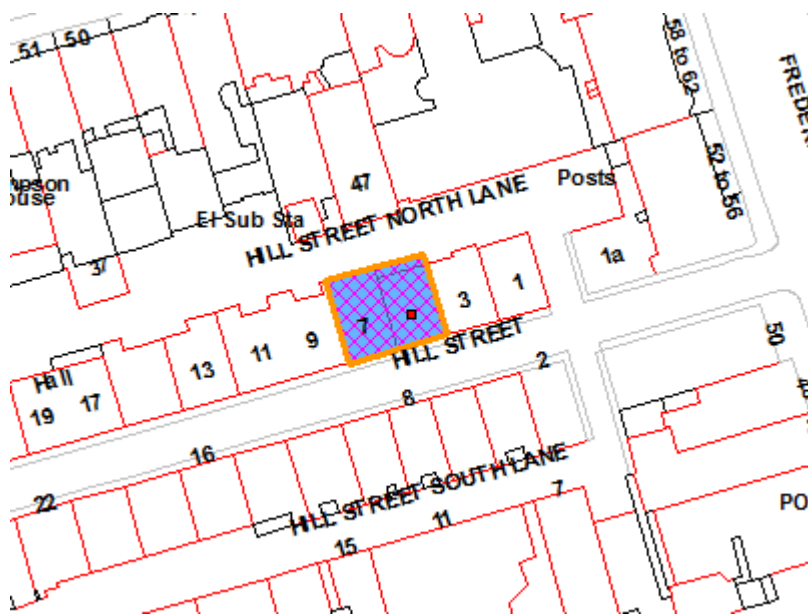 51
50
58 to 62
FREDER
52 to 56
mpson
ouse
47
Posts
El Sub Sta
HILL STREET NORTH LANE
37
1a
1
3
7
9
11
13
HILL STREET
Hall
19
17
2
50
8
16
22
HILL STREET SOUTH LANE
7
11
15
PO